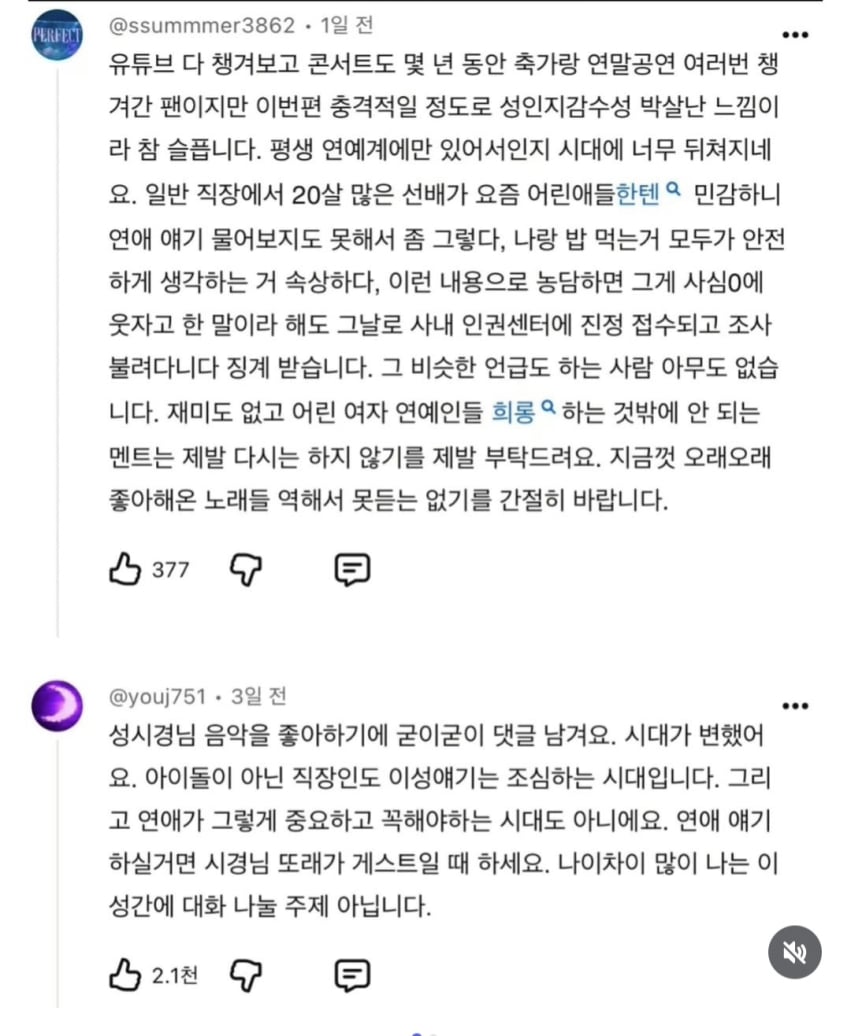 PERFECT
@ssummmer3862 • 1일 전
유튜브 다 챙겨보고 콘서트도 몇 년 동안 축가랑 연말공연 여러번 챙
겨간 팬이지만 이번편 충격적일 정도로 성인지감수성 박살난 느낌이
라 참 슬픕니다. 평생 연예계에만 있어서인지 시대에 너무 뒤쳐지네
요. 일반 직장에서 20살 많은 선배가 요즘 어린애들한텐 민감하니
연애 얘기 물어보지도 못해서 좀 그렇다, 나랑 밥 먹는거 모두가 안전
하게 생각하는 거 속상하다, 이런 내용으로 농담하면 그게 사심0에
웃자고 한 말이라 해도 그날로 사내 인권센터에 진정 접수되고 조사
불려다니다 징계 받습니다. 그 비슷한 언급도 하는 사람 아무도 없습
니다. 재미도 없고 어린 여자 연예인들 희롱 하는 것밖에 안 되는
멘트는 제발 다시는 하지 않기를 제발 부탁드려요. 지금껏 오래오래
좋아해온 노래들 역해서 못듣는 없기를 간절히 바랍니다.
377
@youj751 • 3일 전
성시경님 음악을 좋아하기에 굳이굳이 댓글 남겨요. 시대가 변했어
요. 아이돌이 아닌 직장인도 이성얘기는 조심하는 시대입니다. 그리
고 연애가 그렇게 중요하고 꼭해야하는 시대도 아니에요. 연애 얘기
하실거면 시경님 또래가 게스트일 때 하세요. 나이차이 많이 나는 이
성간에 대화 나눌 주제 아닙니다.
2.1천